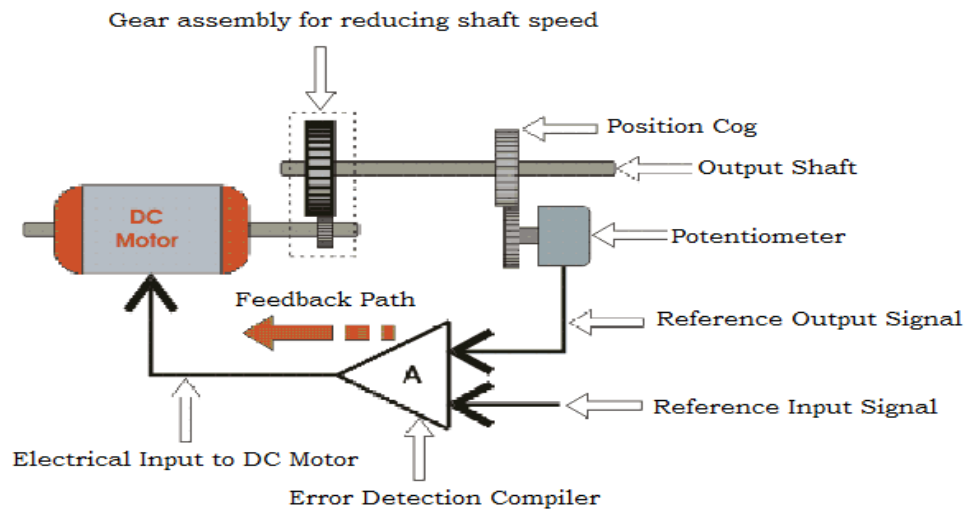 Gear assembly for reducing shaft speed
Position Cog
Output Shaft
DC
Motor
Potentiometer
Feedback Path
Reference Output Signal
A
Reference Input Signal
Electrical Input to DC Motor
Error Detection Compiler